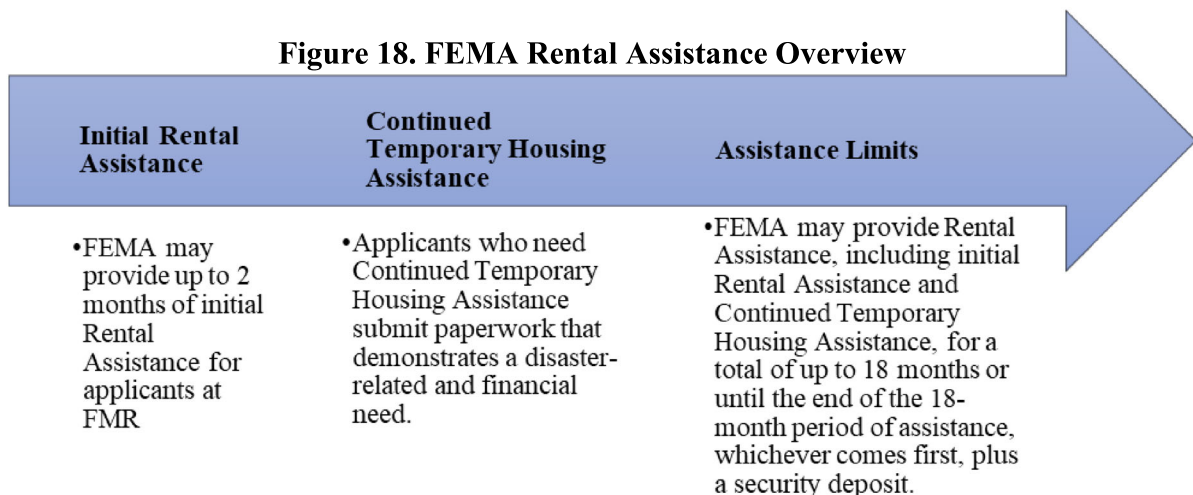 Figure 18. FEMA Rental Assistance Overview
Initial Rental
Assistance
Continued
Temporary Housing
Assistance
Assistance Limits
•FEMA may
provide up to 2
months of initial
Rental
Assistance for
applicants at
FMR
•Applicants who need
Continued Temporary
Housing Assistance
submit paperwork that
demonstrates a disaster-
related and financial
need.
•FEMA may provide Rental
Assistance, including initial
Rental Assistance and
Continued Temporary
Housing Assistance, for a
total of up to 18 months or
until the end of the 18-
month period of assistance,
whichever comes first, plus
a security deposit.